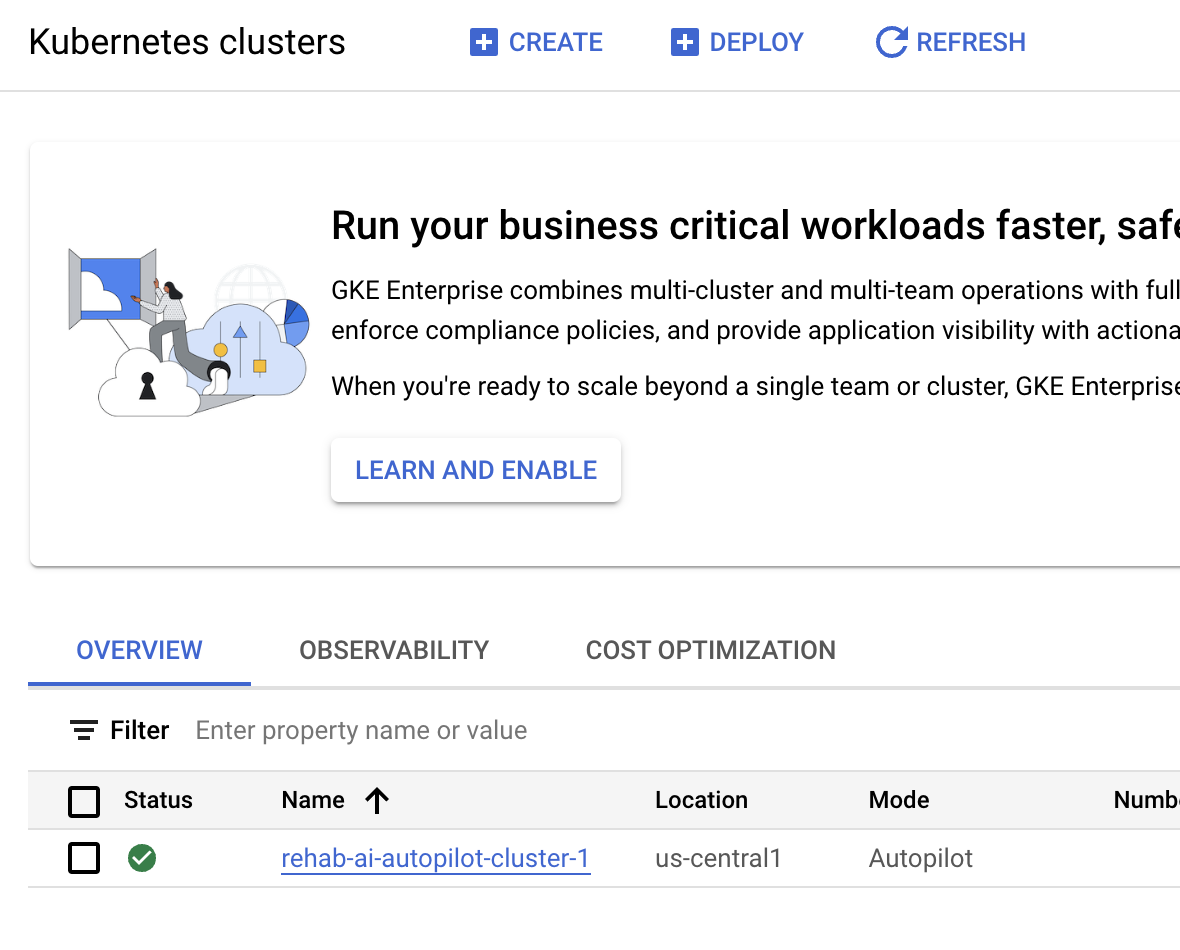 Kubernetes clusters CREATE DEPLOY REFRESH
Run your business critical workloads faster,
GKE Enterprise combines multi-cluster and multi-team operations with full
enforce compliance policies, and provide application visibility with
When you're ready to scale beyond a single team or cluster, GKE Enterprise
LEARN AND ENABLE
OVERVIEW OBSERVABILITY COST OPTIMIZATION
Filter Enter property name or value
Status Name Location Mode
rehab-ai-autopilot-cluster-1 us-central1 Autopilot